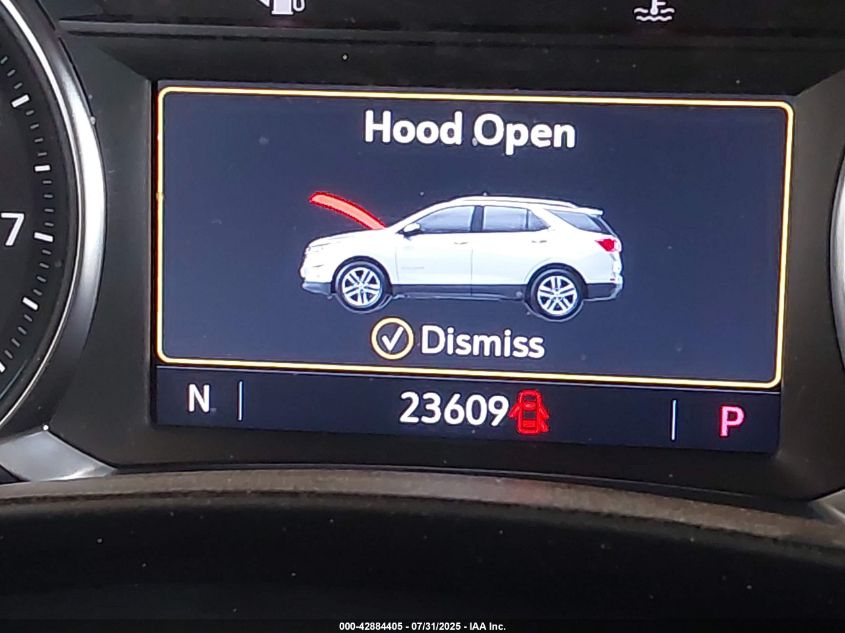 Hood Open
7
Dismiss
N 23609 P
000-42884405 - 07/31/2025 - IAA Inc.